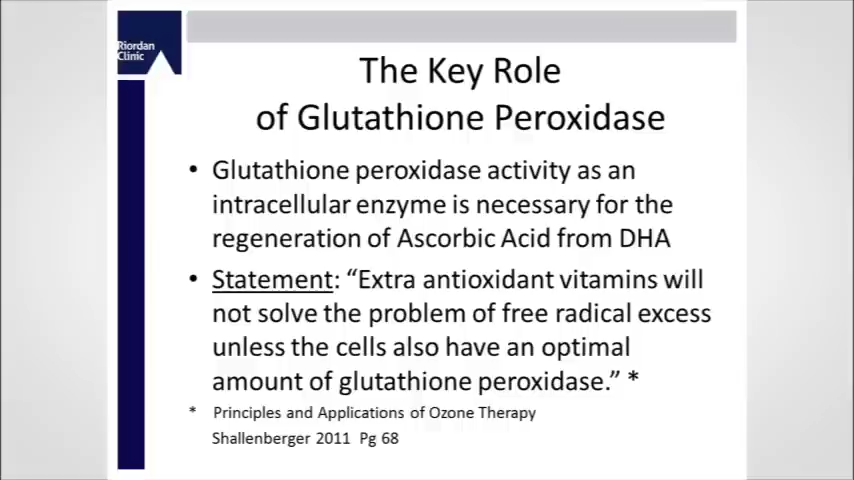 Riordan
Clinic
The Key Role
of Glutathione Peroxidase
• Glutathione peroxidase activity as an
intracellular enzyme is necessary for the
regeneration of Ascorbic Acid from DHA
• Statement: “Extra antioxidant vitamins will
not solve the problem of free radical excess
unless the cells also have an optimal
amount of glutathione peroxidase.” *
* Principles and Applications of Ozone Therapy
Shallenberger 2011 Pg 68